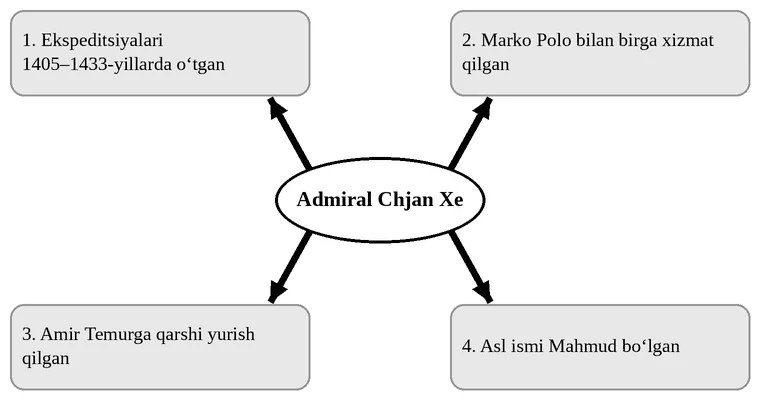 1. Ekspeditsiyalari
1405–1433-yillarda o‘tgan
2. Marko Polo bilan birga xizmat
qilgan
Admiral Chjan Xe
3. Amir Temurga qarshi yurish
qilgan
4. Asl ismi Mahmud bo‘lgan